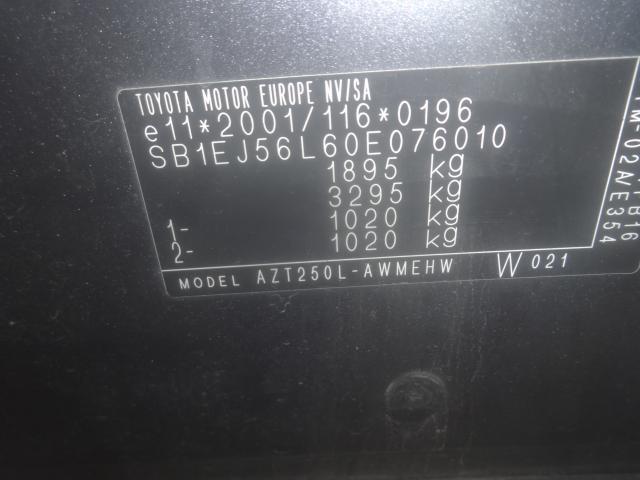 TOYOTA MOTOR EUROPE NV/SA
e11*2001/116*0196
SB1EJ56L60E076010
1895 kg
3295 kg
1- 1020 kg
2- 1020 kg
MODEL AZT250L-AWMEHW W021